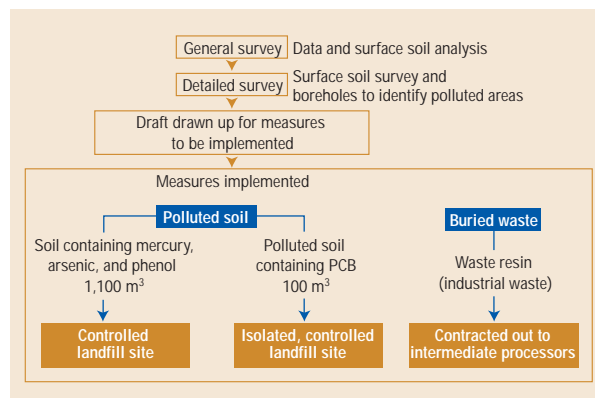 General survey
Data and surface soil analysis
Detailed survey
Surface soil survey and
boreholes to identify polluted areas
Draft drawn up for measures
to be implemented
Measures implemented
Polluted soil
Soil containing mercury,
arsenic, and phenol
1,100 m³
Controlled
landfill site
Polluted soil
containing PCB
100 m³
Isolated, controlled
landfill site
Buried waste
Waste resin
(industrial waste)
Contracted out to
intermediate processors